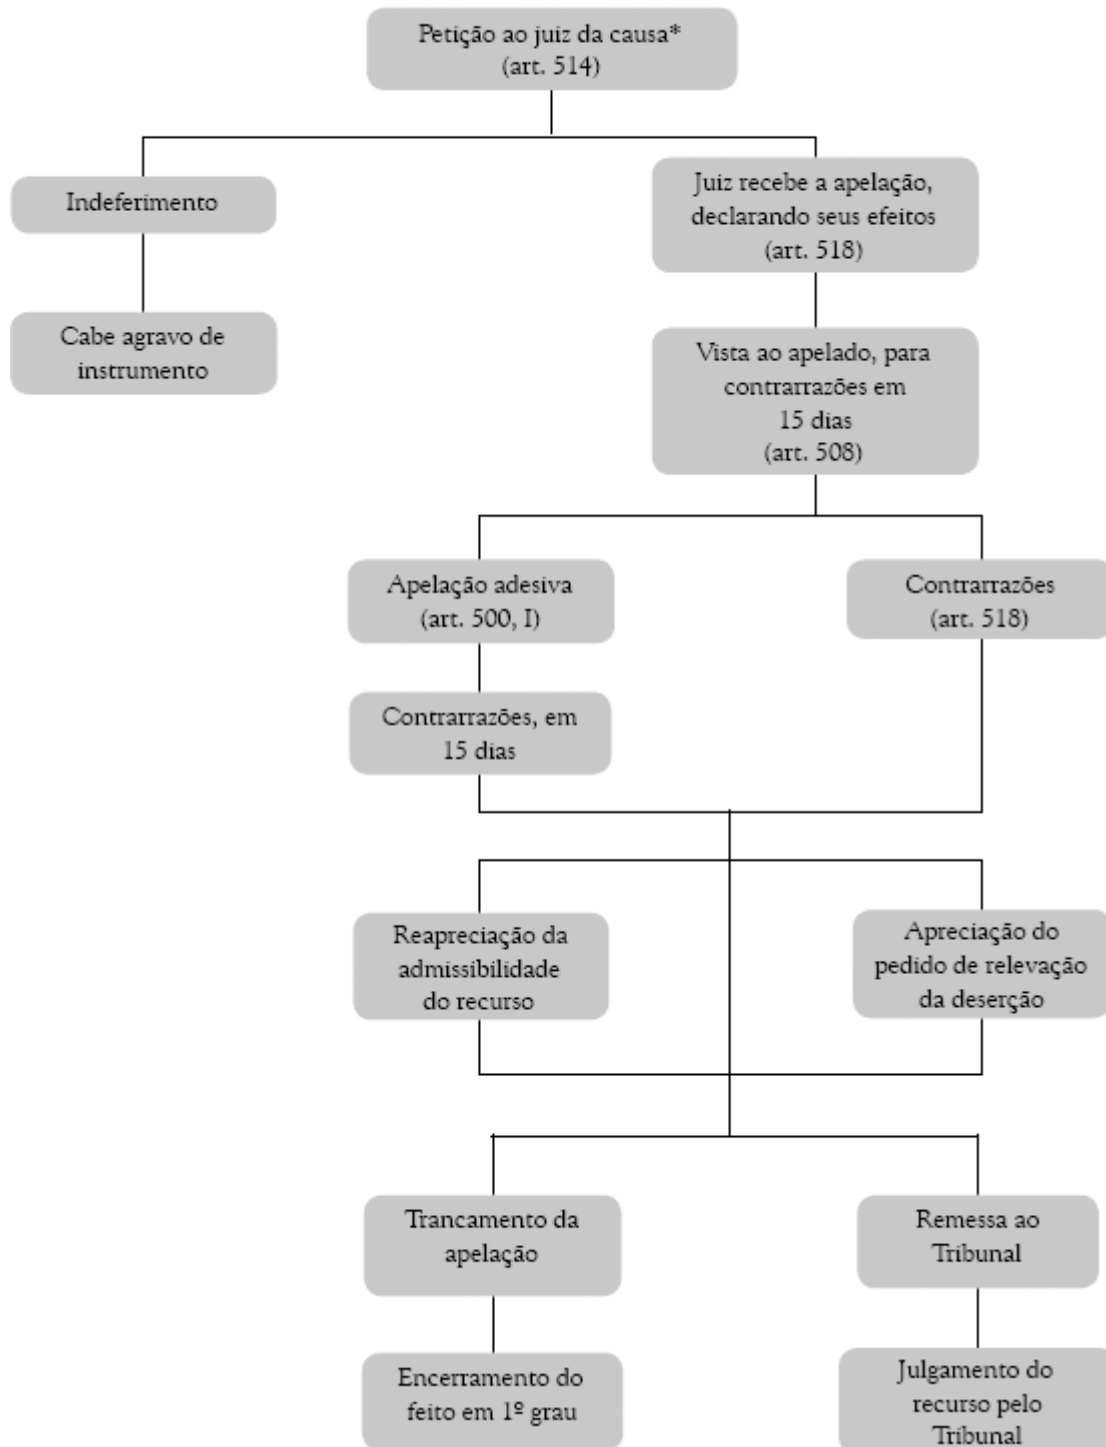 Petição ao juiz da causa*
(art. 514)
Indeferimento
Juiz recebe a apelação,
declarando seus efeitos
(art. 518)
Cabe agravo de
instrumento
Vista ao apelado, para
contrarrazões em
15 dias
(art. 508)
Apelação adesiva
(art. 500, I)
Contrarrazões
(art. 518)
Contrarrazões, em
15 dias
Reapreciação da
admissibilidade
do recurso
Apreciação do
pedido de relevação
da deserção
Trancamento da
apelação
Remessa ao
Tribunal
Encerramento do
feito em 1º grau
Julgamento do
recurso pelo
Tribunal